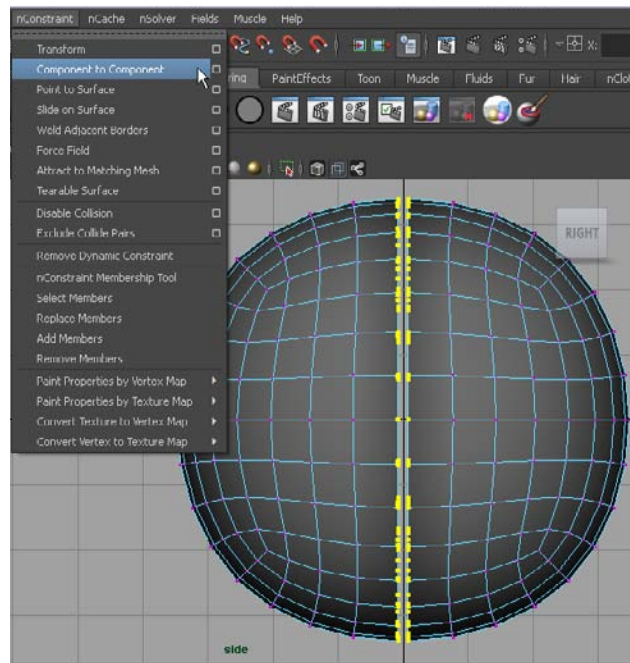 nConstraint nCache nSolver Fields Muscle Help
X:
PaintEffects Toon Muscle Fluids Fur Hair
Transform
Component to Component
Point to Surface
Slide on Surface
Weld Adjacent Borders
Force Field
Attract to Matching Mesh
Tearable Surface
Disable Collision
Exclude Collide Pairs
Remove Dynamic Constraint
nConstraint Membership Tool
Select Members
Replace Members
Add Members
Remove Members
Paint Properties by Vertex Map
Paint Properties by Texture Map
Convert Texture to Vertex Map
Convert Vertex to Texture Map
RIGHT
side